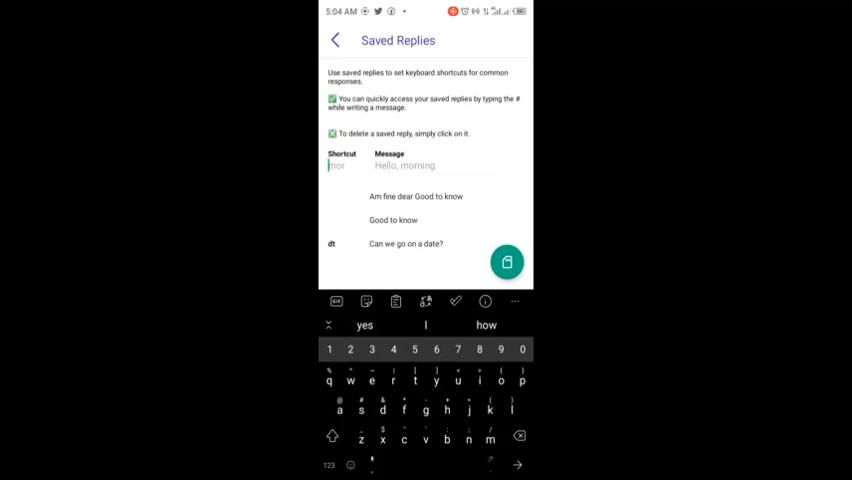 5:04 AM
Saved Replies
Use saved replies to set keyboard shortcuts for common
responses.
✅ You can quickly access your saved replies by typing the #
while writing a message.
❎ To delete a saved reply, simply click on it.
Shortcut Message
mor Hello, morning.
Am fine dear Good to know
Good to know
dt Can we go on a date?
GIF
yes I how
1 2 3 4 5 6 7 8 9 0
q w e r t y u i o p
a s d f g h j k l
z x c v b n m
123